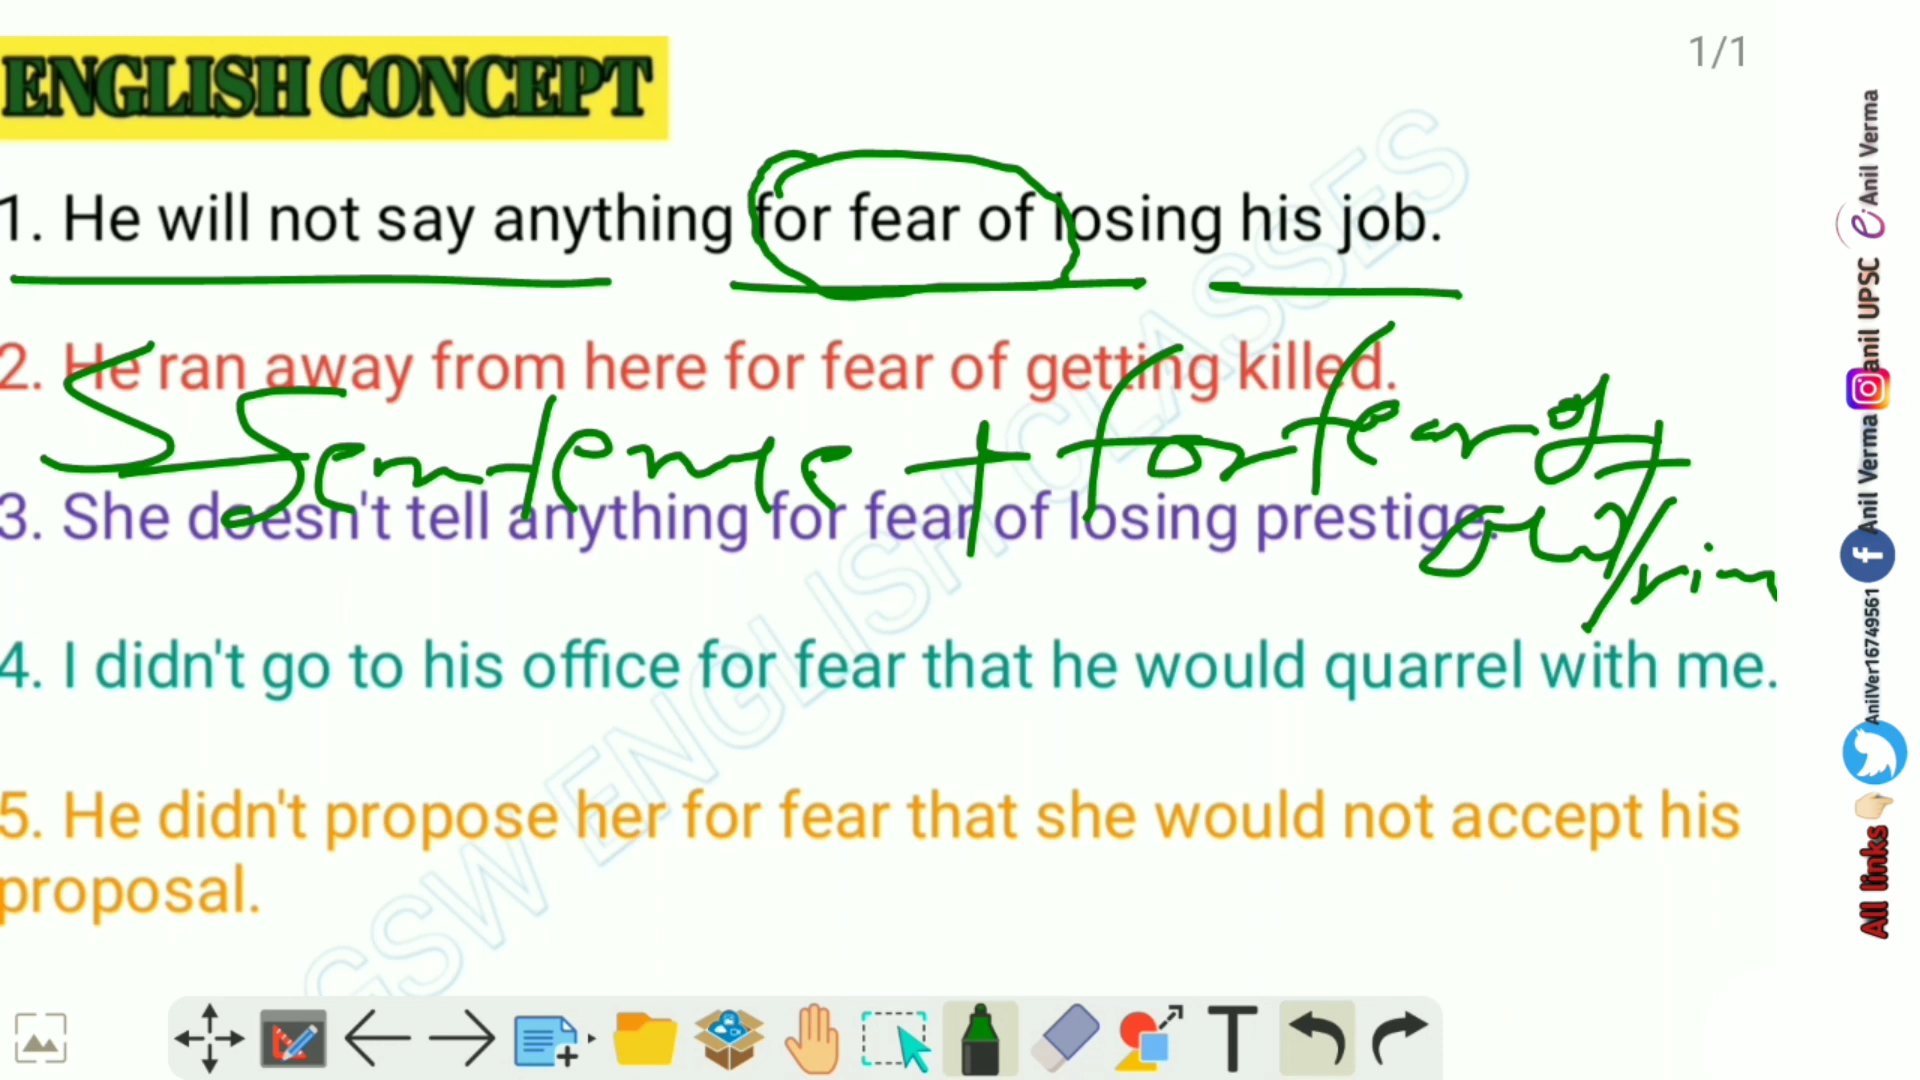 ENGLISH CONCEPT
1/1
1. He will not say anything for fear of losing his job.
2. He ran away from here for fear of getting killed.
S Sentence + for fear of +
3. She doesn't tell anything for fear of losing prestige.
4. I didn't go to his office for fear that he would quarrel with me.
5. He didn't propose her for fear that she would not accept his
proposal.
GSW ENGLISH CLASSES
Anil Verma
anil UPSC
Anil Verma
AnilVer16749561
All links
T